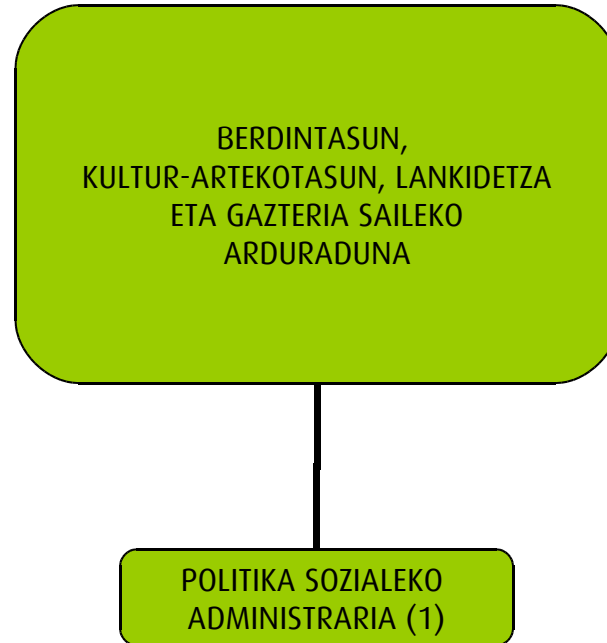 BERDINTASUN,
KULTUR-ARTEKOTASUN, LANKIDETZA
ETA GAZTERIA SAILEKO
ARDURADUNA
POLITIKA SOZIALEKO
ADMINISTRARIA (1)